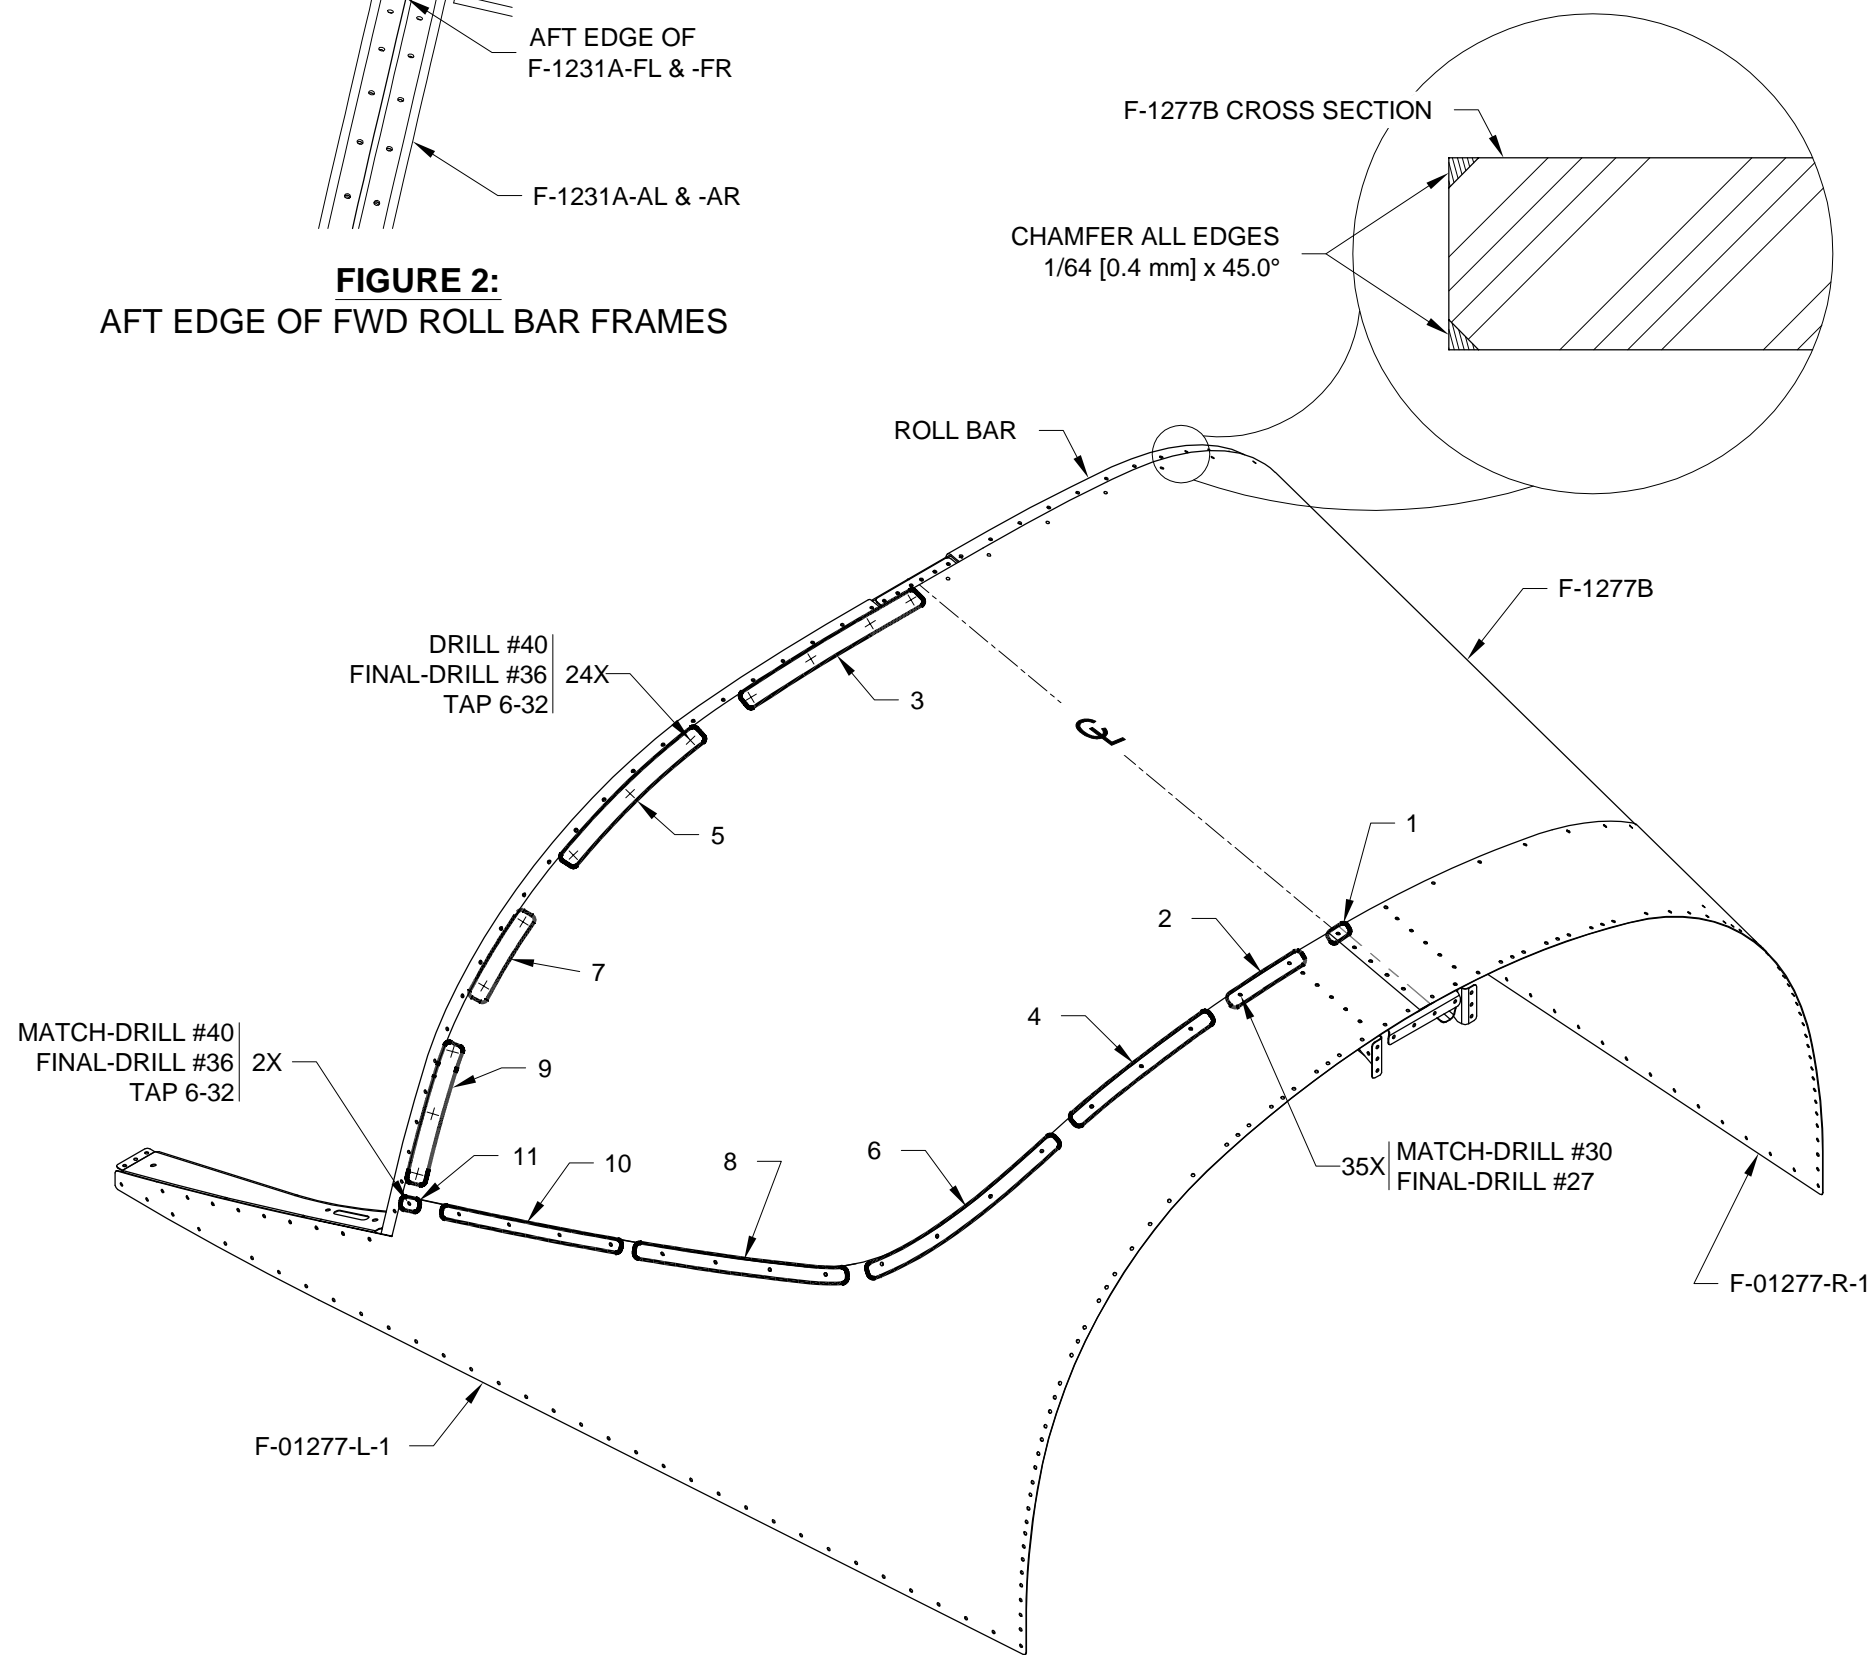 AFT EDGE OF
F-1231A-FL & -FR
F-1231A-AL & -AR
FIGURE 2:
AFT EDGE OF FWD ROLL BAR FRAMES
F-1277B CROSS SECTION
CHAMFER ALL EDGES
1/64 [0.4 mm] x 45.0°
ROLL BAR
F-1277B
DRILL #40
FINAL-DRILL #36
TAP 6-32
24X
3
CL
5
1
2
7
4
MATCH-DRILL #40
FINAL-DRILL #36
TAP 6-32
2X
9
11
10
8
6
35X
MATCH-DRILL #30
FINAL-DRILL #27
F-01277-R-1
F-01277-L-1